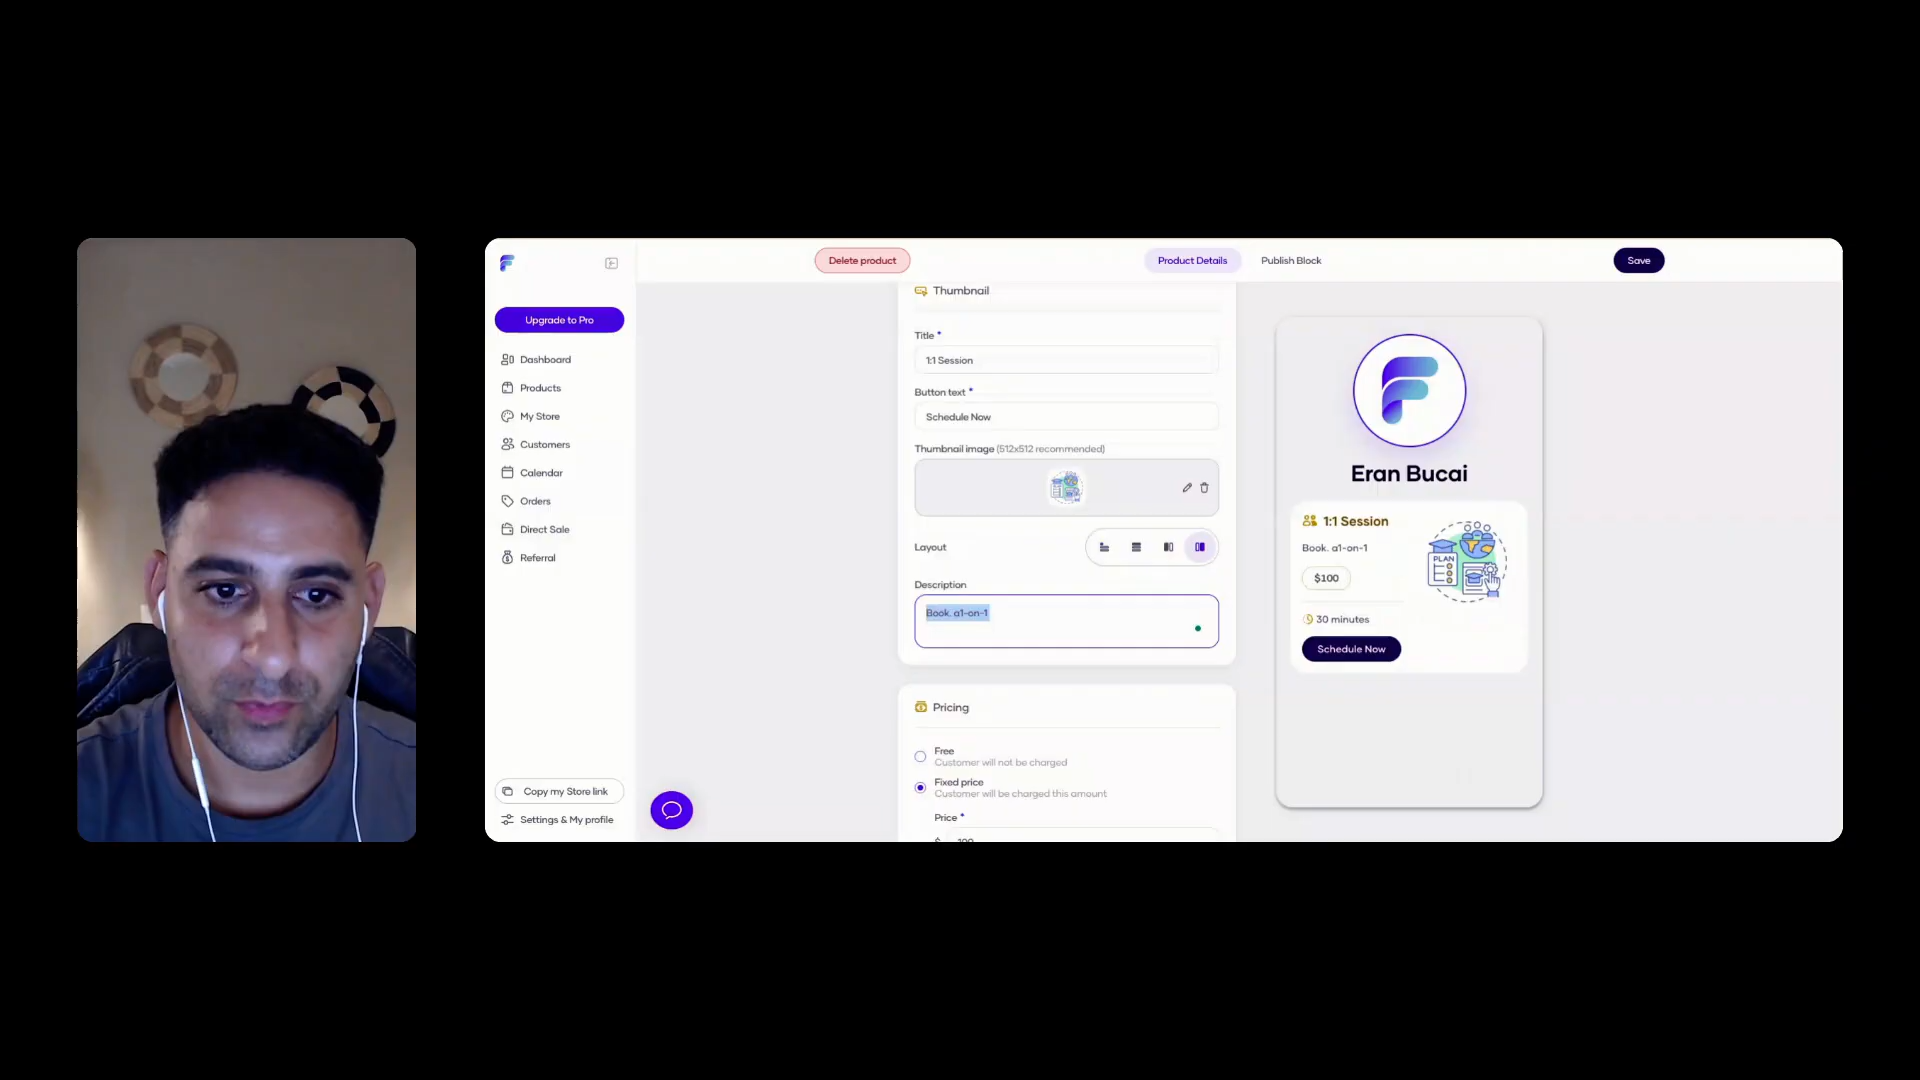 Delete product
Product Details
Publish Block
Save
Upgrade to Pro
Dashboard
Products
My Store
Customers
Calendar
Orders
Direct Sale
Referral
Copy my Store link
Settings & My profile
Thumbnail
Title *
1:1 Session
Button text *
Schedule Now
Thumbnail image (512x512 recommended)
Layout
Description
Book. a1-on-1
Pricing
Free
Customer will not be charged
Fixed price
Customer will be charged this amount
Price *
$ 100
Eran Bucai
1:1 Session
Book. a1-on-1
$100
30 minutes
Schedule Now
PLAN